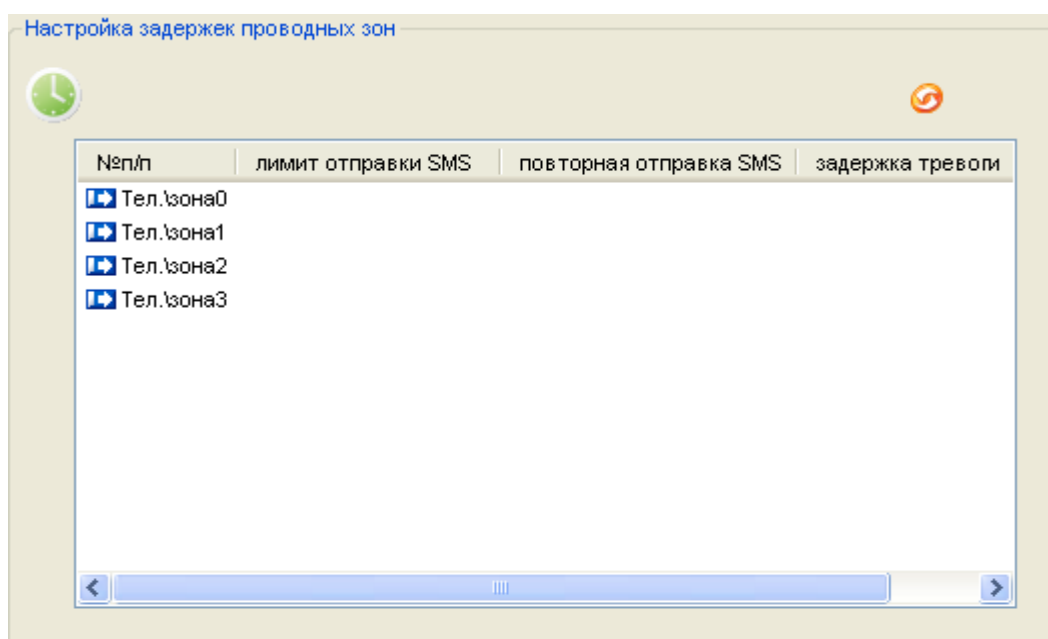 Настройка задержек проводных зон
№п/п лимит отправки SMS повторная отправка SMS задержка тревоги
Тел.\зона0
Тел.\зона1
Тел.\зона2
Тел.\зона3